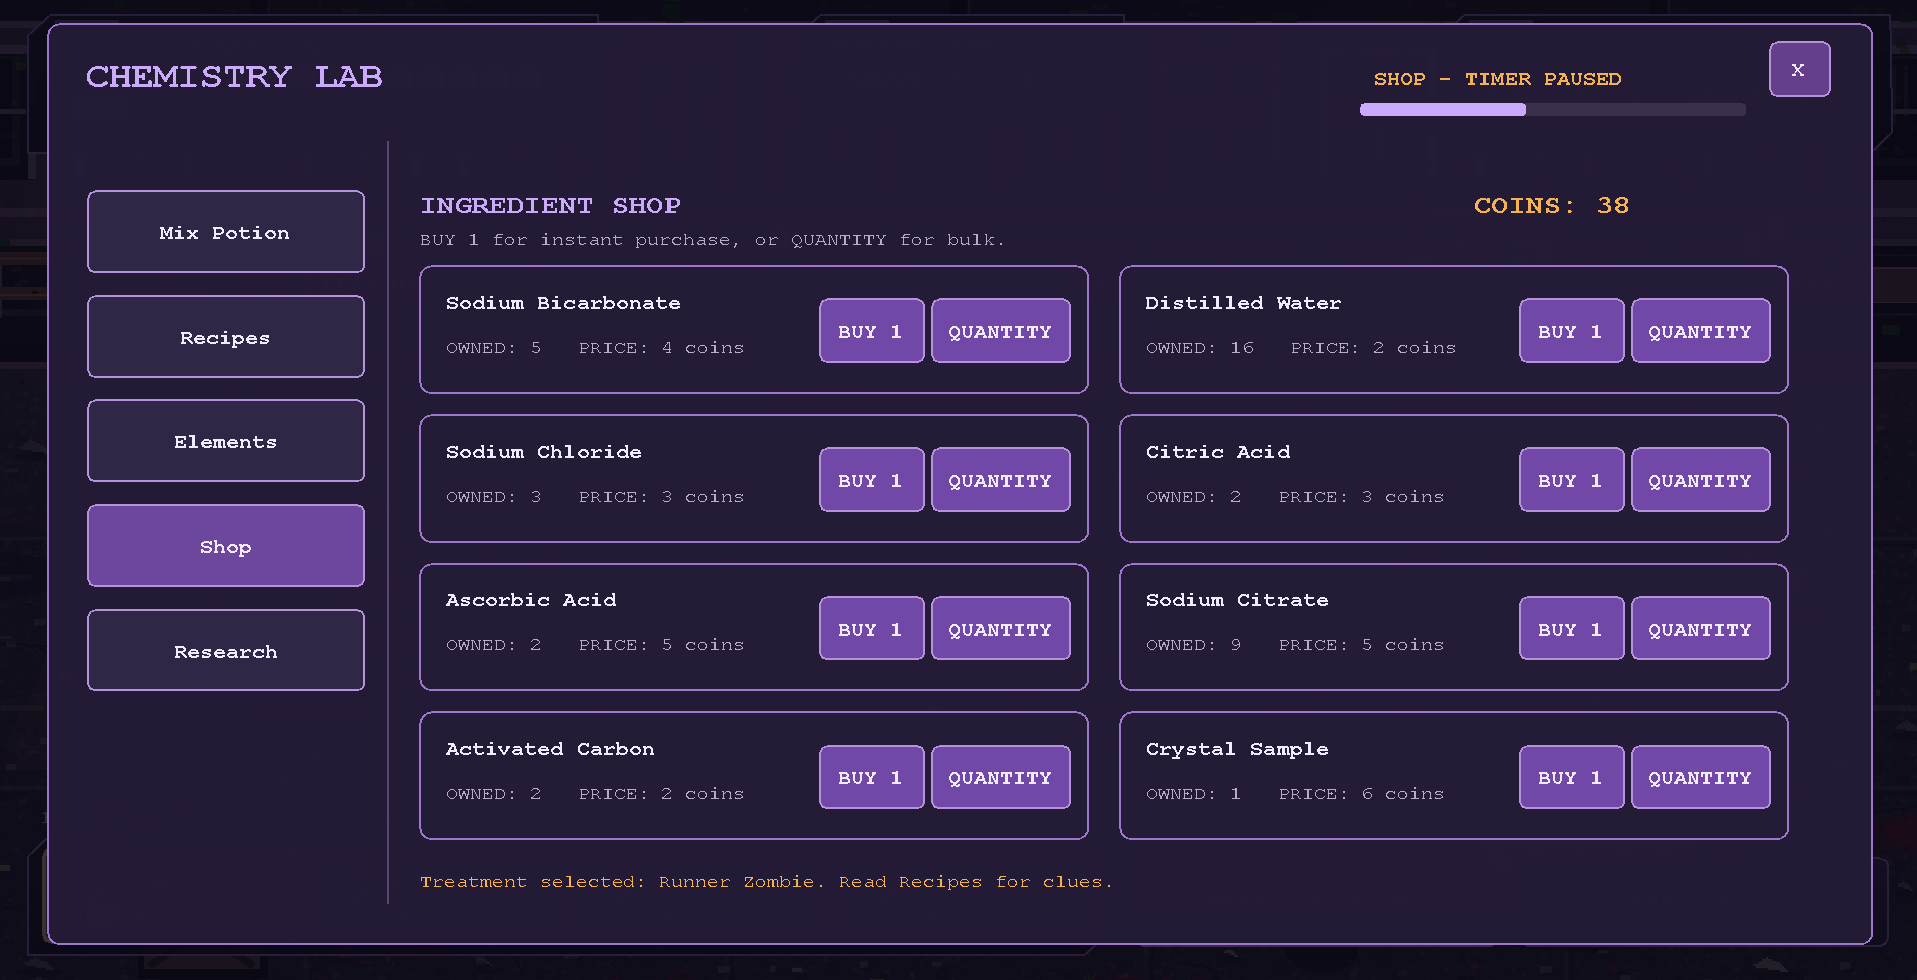 CHEMISTRY LAB
SHOP - TIMER PAUSED
X
Mix Potion
Recipes
Elements
Shop
Research
INGREDIENT SHOP
COINS: 38
BUY 1 for instant purchase, or QUANTITY for bulk.
Sodium Bicarbonate
OWNED: 5 PRICE: 4 coins
BUY 1
QUANTITY
Distilled Water
OWNED: 16 PRICE: 2 coins
BUY 1
QUANTITY
Sodium Chloride
OWNED: 3 PRICE: 3 coins
BUY 1
QUANTITY
Citric Acid
OWNED: 2 PRICE: 3 coins
BUY 1
QUANTITY
Ascorbic Acid
OWNED: 2 PRICE: 5 coins
BUY 1
QUANTITY
Sodium Citrate
OWNED: 9 PRICE: 5 coins
BUY 1
QUANTITY
Activated Carbon
OWNED: 2 PRICE: 2 coins
BUY 1
QUANTITY
Crystal Sample
OWNED: 1 PRICE: 6 coins
BUY 1
QUANTITY
Treatment selected: Runner Zombie. Read Recipes for clues.